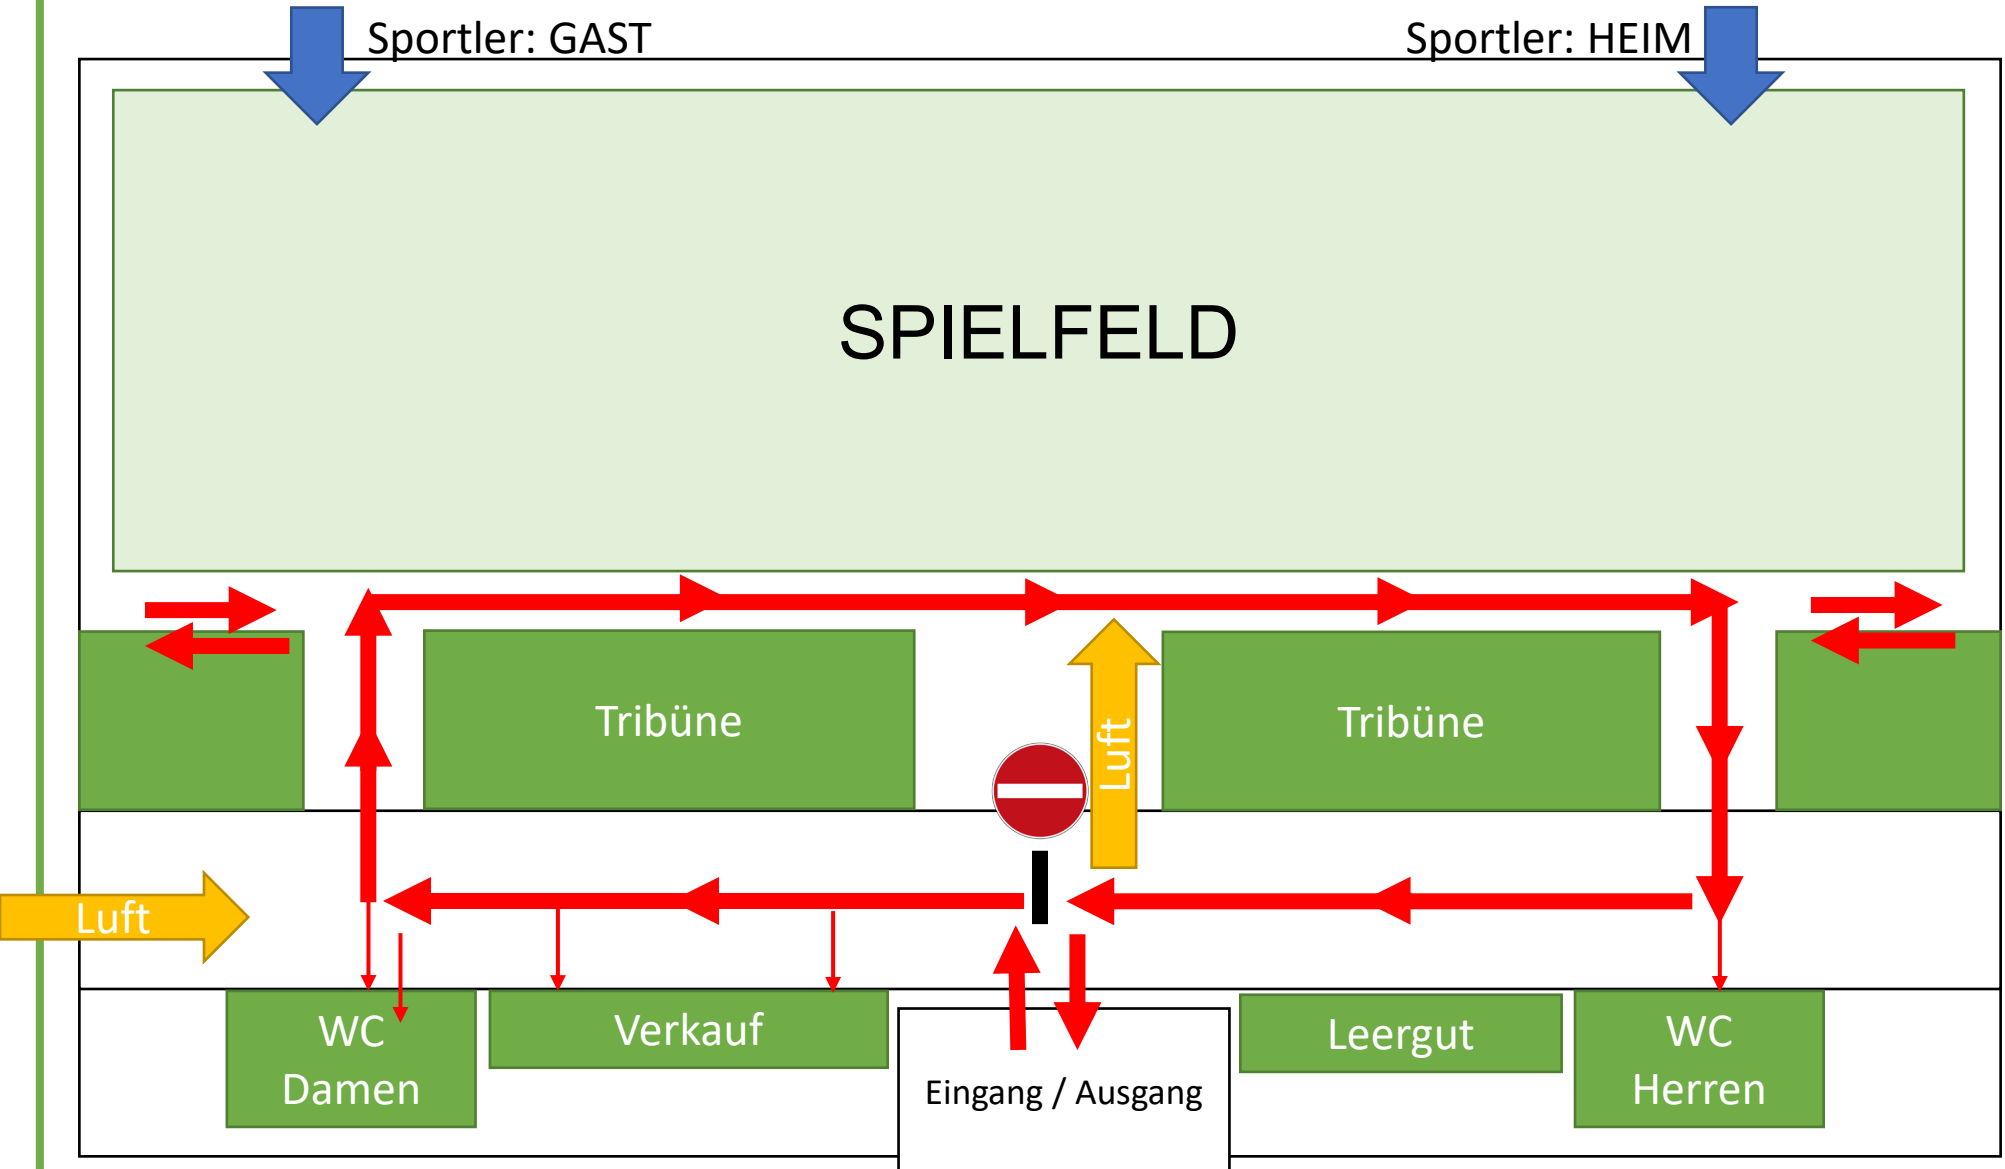 Sportler: GAST
Sportler: HEIM
SPIELFELD
Tribüne
Luft
Tribüne
Luft
WC
Damen
Verkauf
Eingang / Ausgang
Leergut
WC
Herren